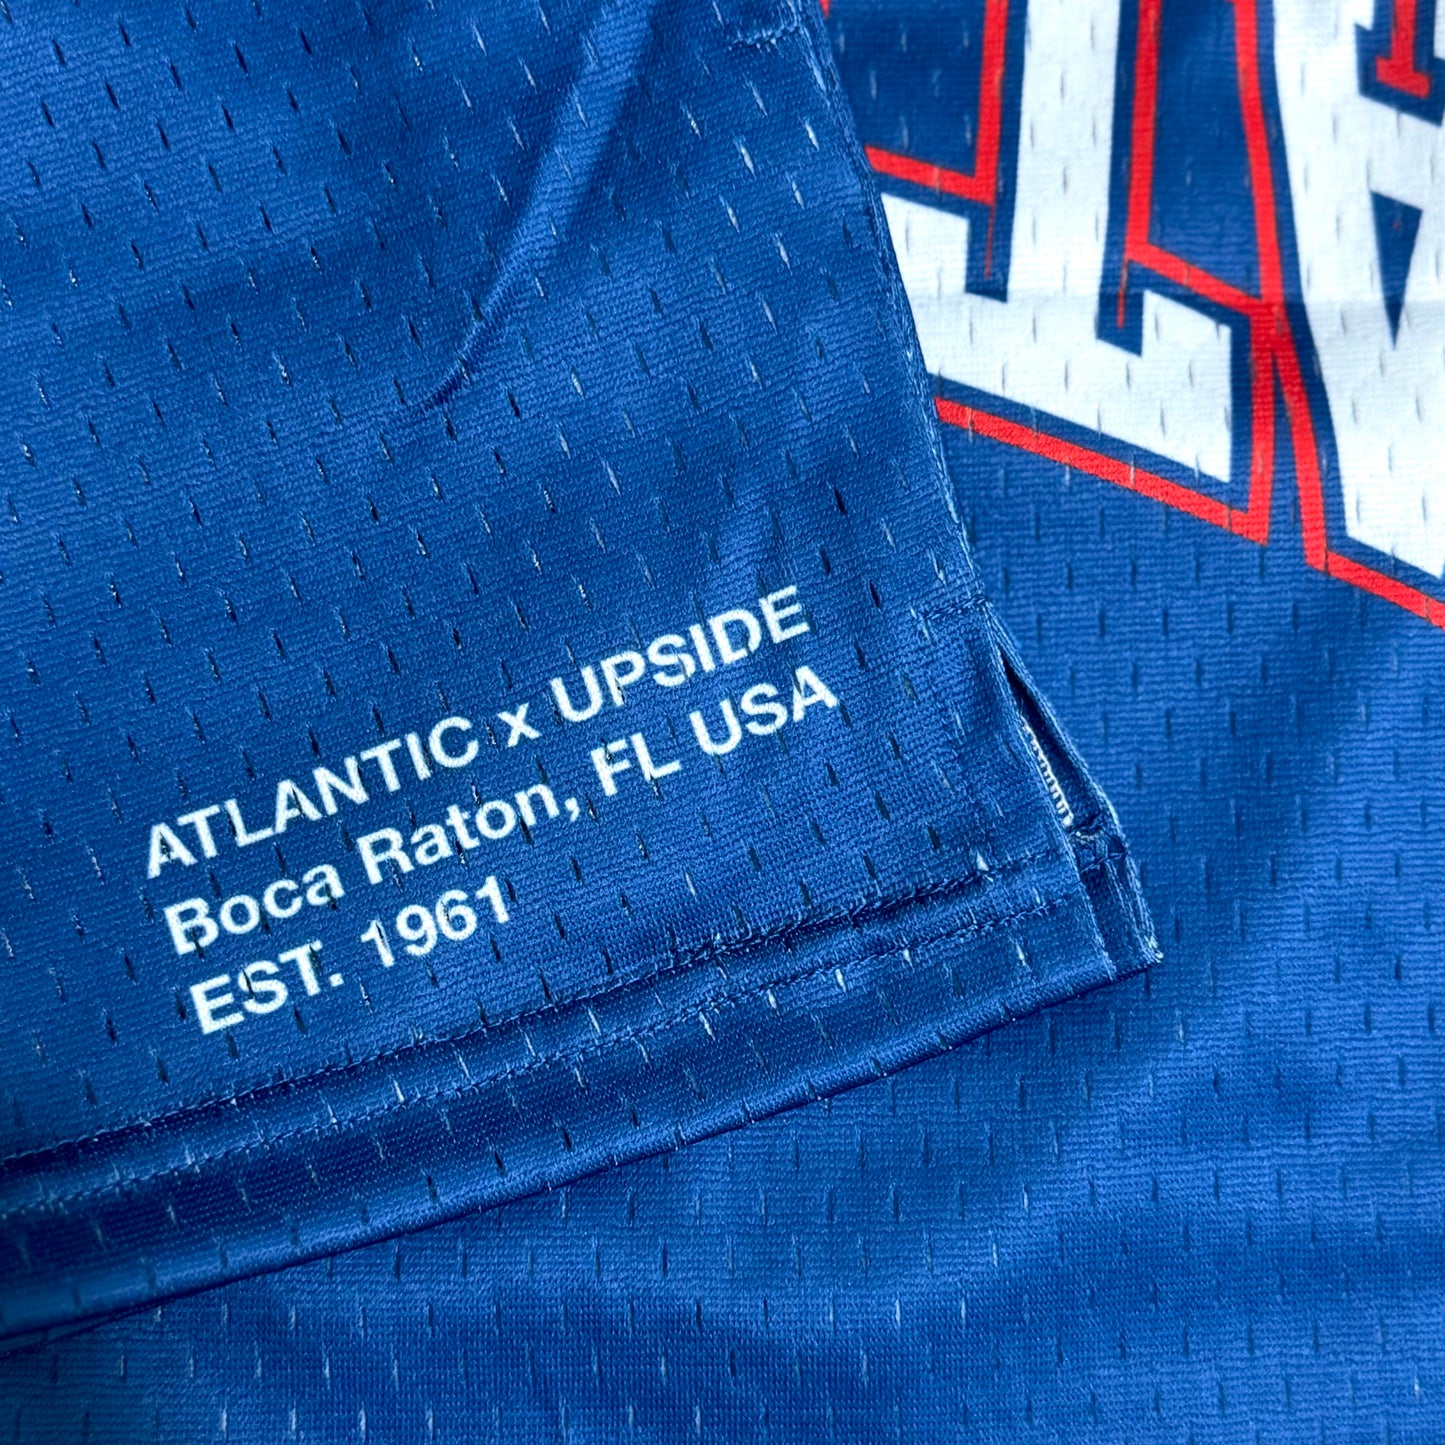 ATLANTIC x UPSIDE
Boca Raton, FL USA
EST. 1961